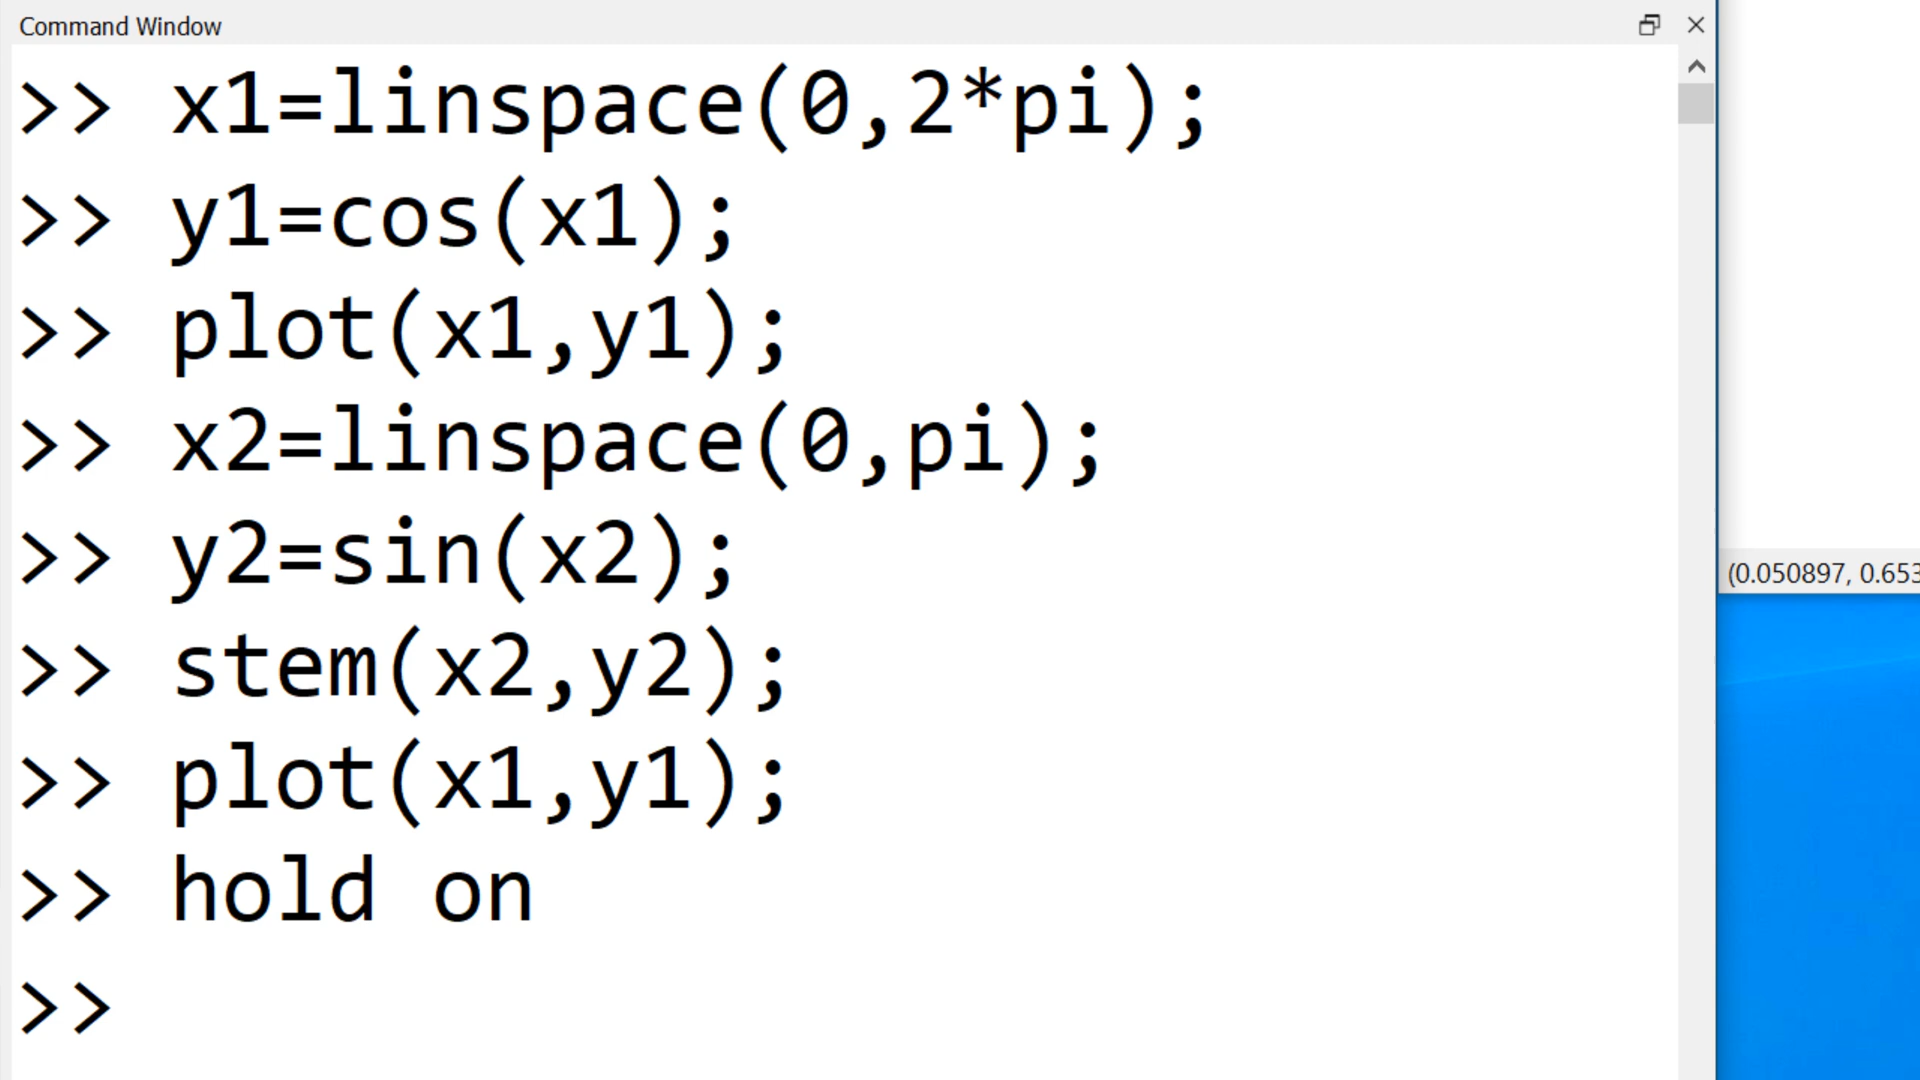 Command Window
>> x1=linspace(0,2*pi);
>> y1=cos(x1);
>> plot(x1,y1);
>> x2=linspace(0,pi);
>> y2=sin(x2);
>> stem(x2,y2);
>> plot(x1,y1);
>> hold on
>>
(0.050897, 0.653